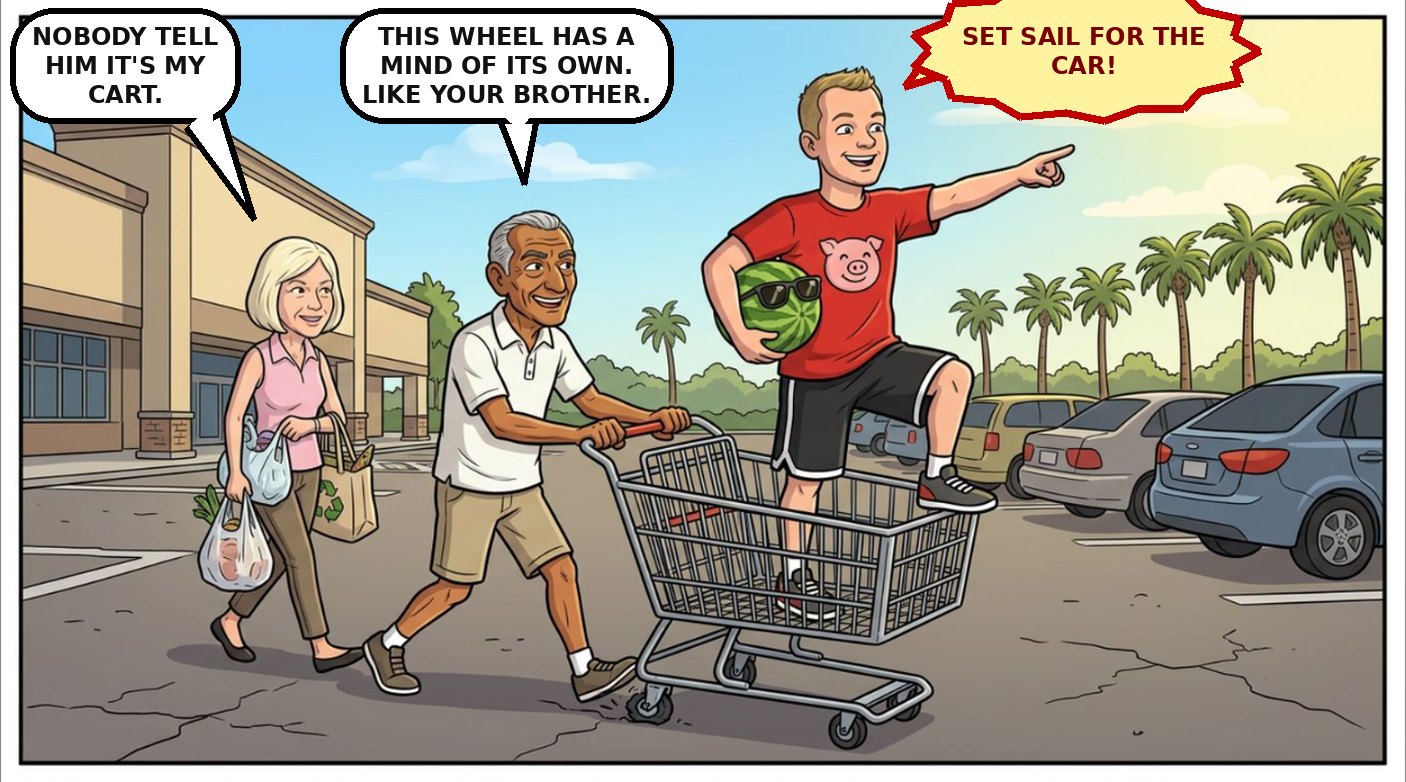 NOBODY TELL
HIM IT'S MY
CART.
THIS WHEEL HAS A
MIND OF ITS OWN.
LIKE YOUR BROTHER.
SET SAIL FOR THE
CAR!